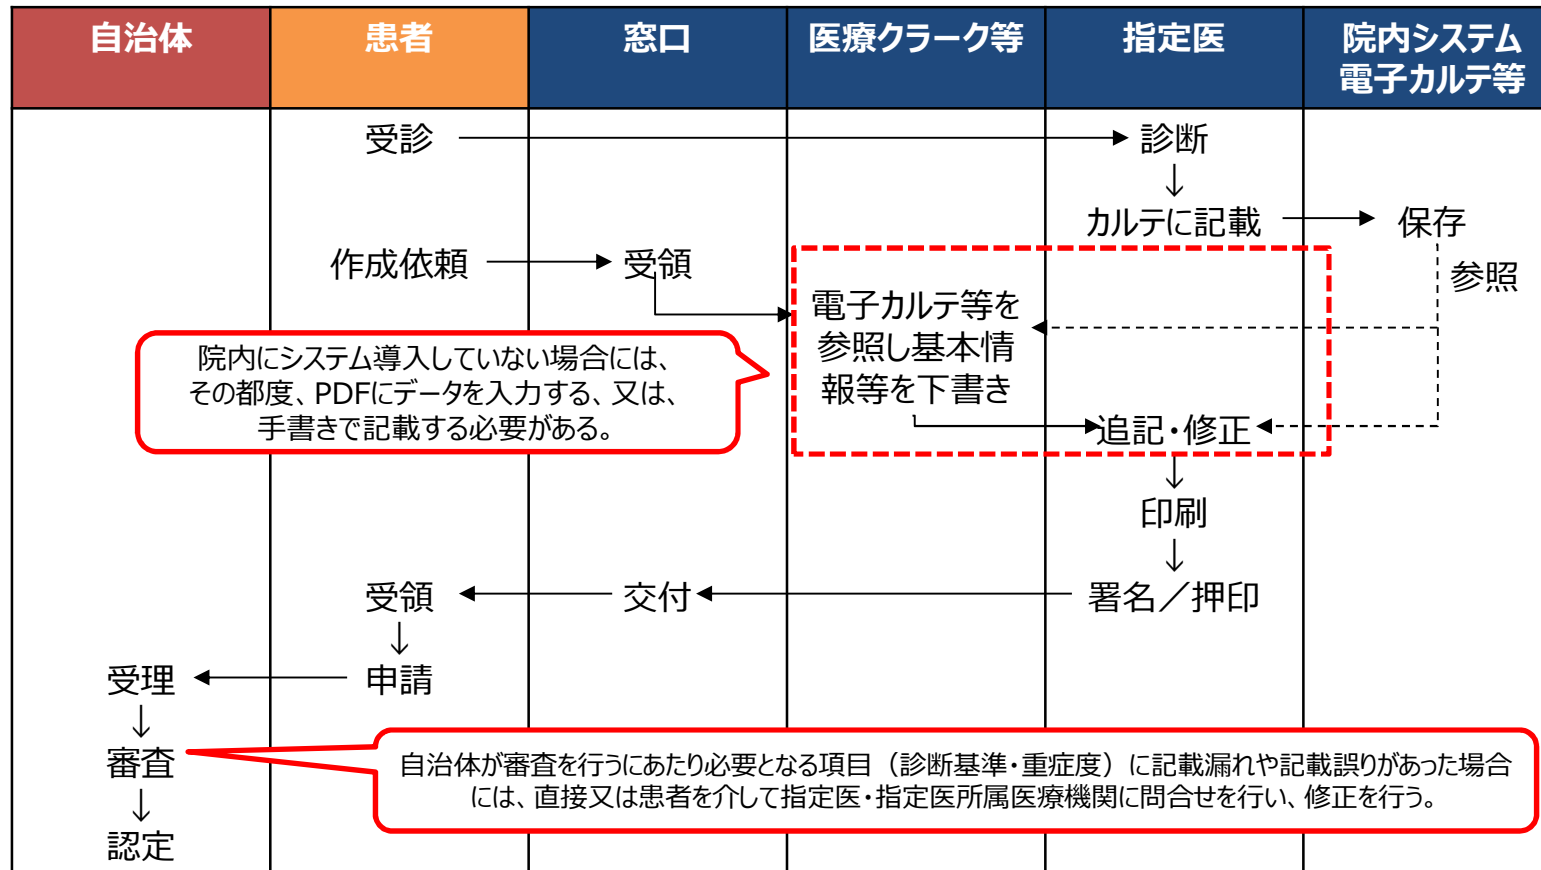 自治体
患者
窓口
医療クラーク等
指定医
院内システム
電子カルテ等
受診
診断
↓
カルテに記載
保存
作成依頼
受領
参照
電子カルテ等を
参照し基本情
報等を下書き
院内にシステム導入していない場合には、
その都度、PDFにデータを入力する、又は、
手書きで記載する必要がある。
追記・修正
↓
印刷
↓
受領
交付
署名／押印
↓
受理
申請
↓
審査
自治体が審査を行うにあたり必要となる項目（診断基準・重症度）に記載漏れや記載誤りがあった場合
には、直接又は患者を介して指定医・指定医所属医療機関に問合せを行い、修正を行う。
↓
認定